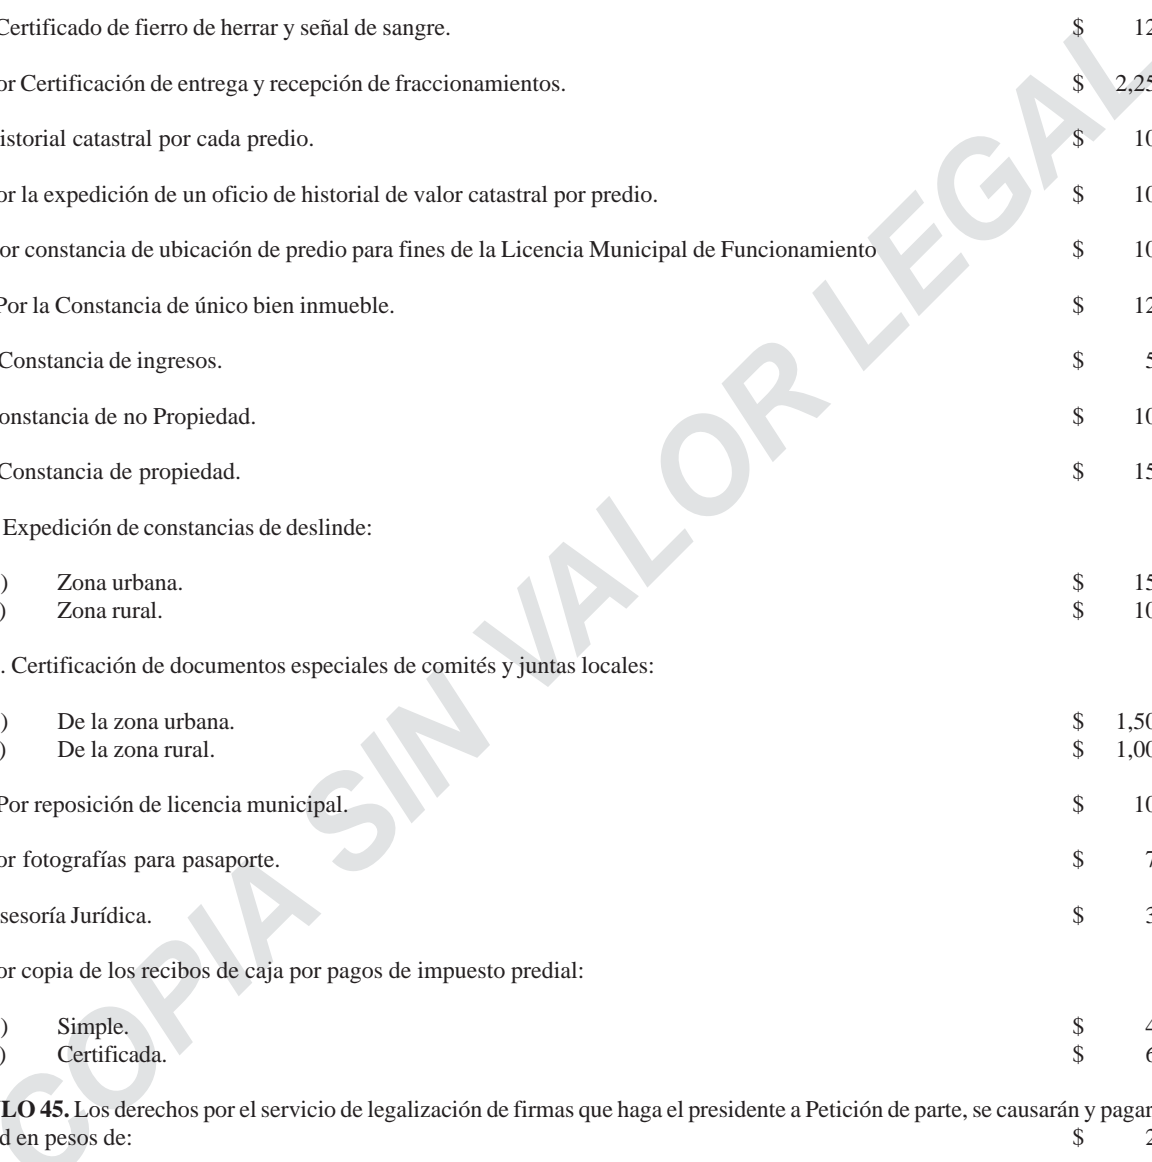 Certificado de fierro de herrar y señal de sangre. $ 12
or Certificación de entrega y recepción de fraccionamientos. $ 2,25
istorial catastral por cada predio. $ 10
or la expedición de un oficio de historial de valor catastral por predio. $ 10
or constancia de ubicación de predio para fines de la Licencia Municipal de Funcionamiento $ 10
Por la Constancia de único bien inmueble. $ 12
Constancia de ingresos. $ 5
onstancia de no Propiedad. $ 10
Constancia de propiedad. $ 15
Expedición de constancias de deslinde:
) Zona urbana. $ 15
) Zona rural. $ 10
. Certificación de documentos especiales de comités y juntas locales:
) De la zona urbana. $ 1,50
) De la zona rural. $ 1,00
Por reposición de licencia municipal. $ 10
or fotografías para pasaporte. $ 7
sesoría Jurídica. $ 3
or copia de los recibos de caja por pagos de impuesto predial:
) Simple. $ 4
) Certificada. $ 6
LO 45. Los derechos por el servicio de legalización de firmas que haga el presidente a Petición de parte, se causarán y pagar
d en pesos de: $ 2
COPIA SIN VALOR LEGAL